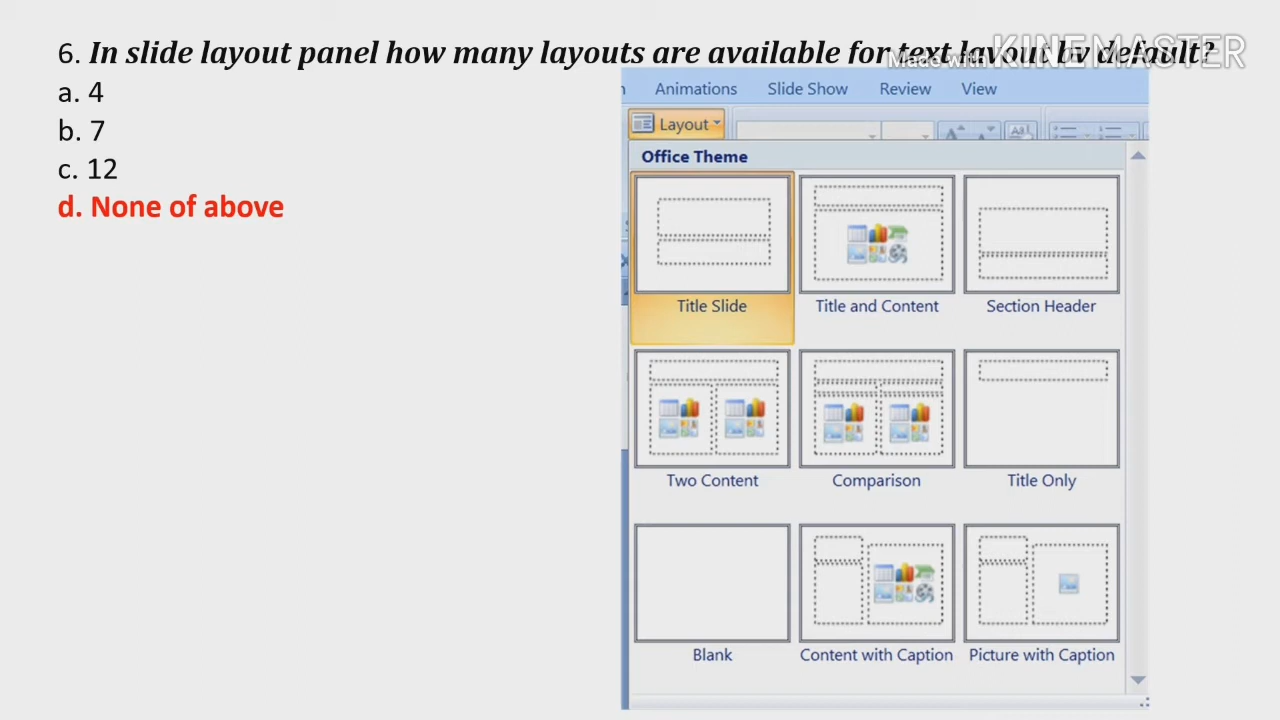 6. In slide layout panel how many layouts are available for text layout by default?
Made with KINEMASTER
a. 4
b. 7
c. 12
d. None of above
Animations Slide Show Review View
Layout
Office Theme
Title Slide Title and Content Section Header
Two Content Comparison Title Only
Blank Content with Caption Picture with Caption